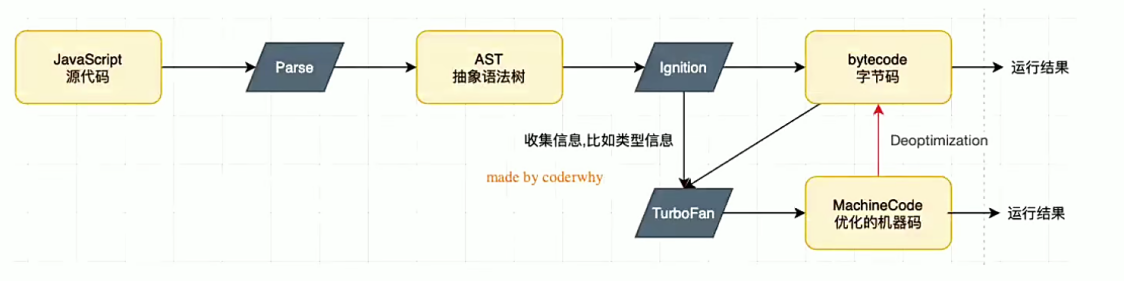 JavaScript
源代码
Parse
AST
抽象语法树
Ignition
bytecode
字节码
运行结果
收集信息,比如类型信息
Deoptimization
made by coderwhy
TurboFan
MachineCode
优化的机器码
运行结果